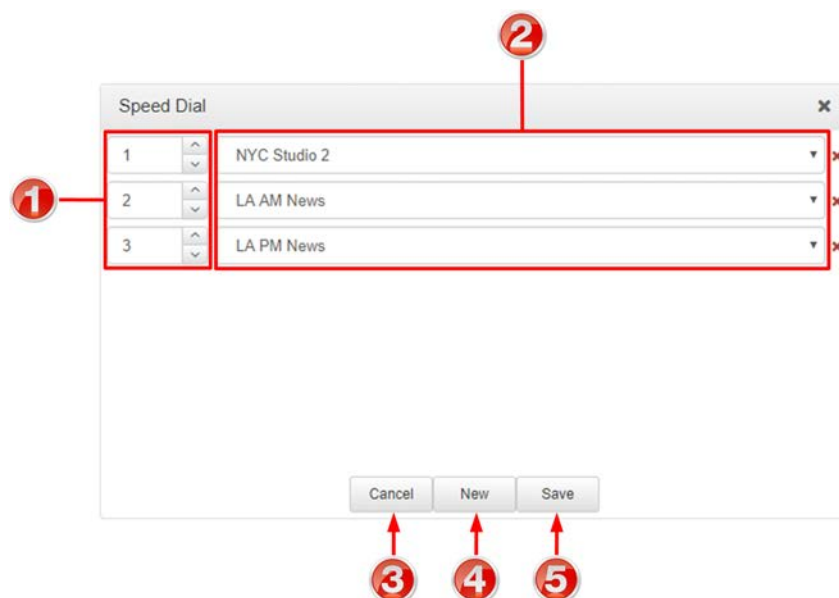 2
Speed Dial
1 NYC Studio 2
1
2 LA AM News
3 LA PM News
Cancel New Save
3 4 5